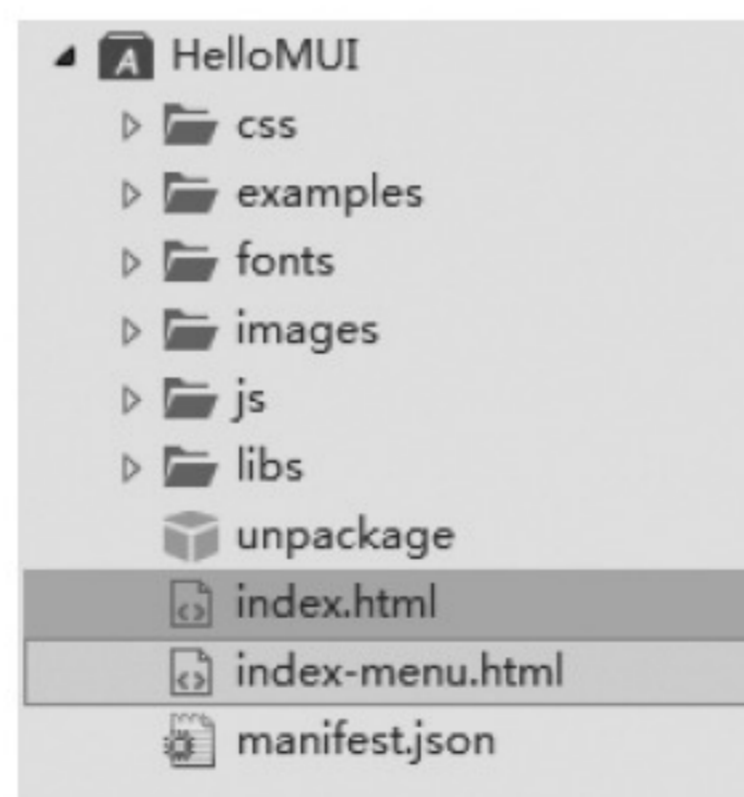 HelloMUI
css
examples
fonts
images
js
libs
unpackage
index.html
index-menu.html
manifest.json